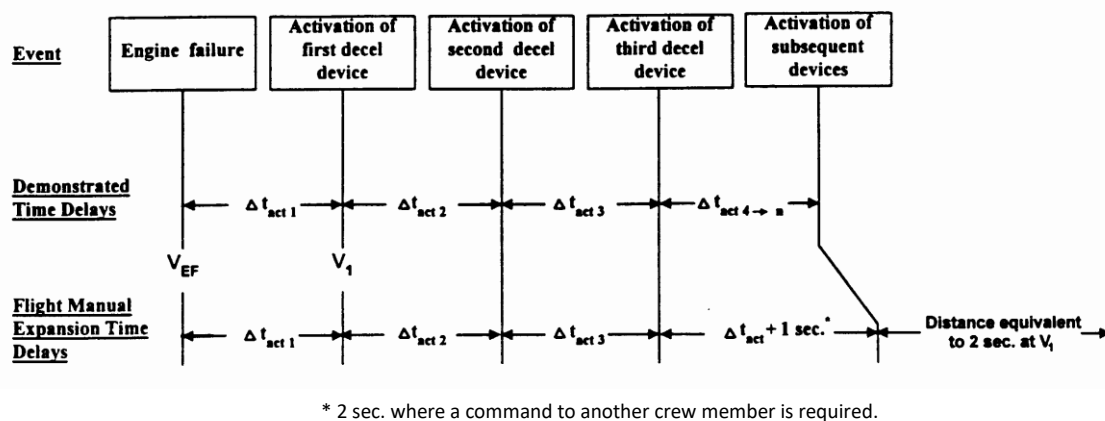 Event
Engine failure
Activation of
first decel
device
Activation of
second decel
device
Activation of
third decel
device
Activation of
subsequent
devices
Demonstrated
Time Delays
Δ t act 1
Δ t act 2
Δ t act 3
Δ t act 4→ n
V EF
V 1
Flight Manual
Expansion Time
Delays
Δ t act 1
Δ t act 2
Δ t act 3
Δ t act + 1 sec.*
Distance equivalent
to 2 sec. at V1
* 2 sec. where a command to another crew member is required.